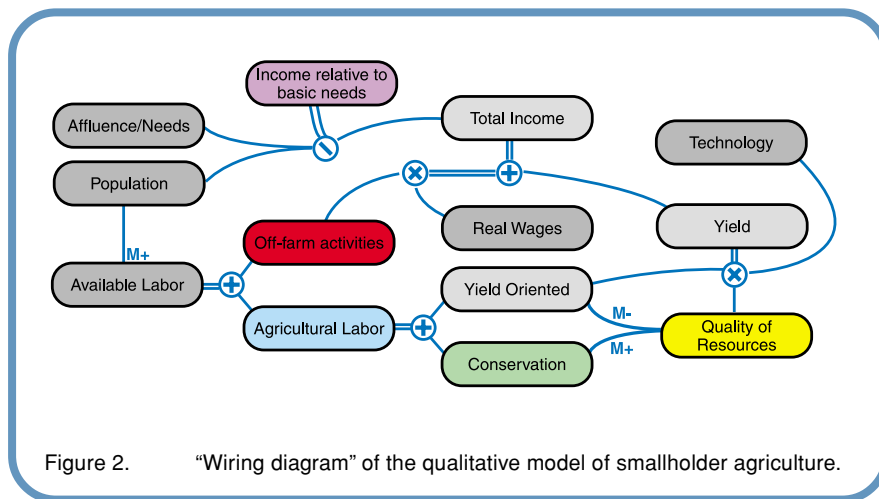 Income relative to
basic needs
Affluence/Needs
Total Income
Technology
Population
M+
Off-farm activities
Real Wages
Yield
Available Labor
Yield Oriented
Agricultural Labor
M-
M+
Quality of
Resources
Conservation
Figure 2. "Wiring diagram" of the qualitative model of smallholder agriculture.